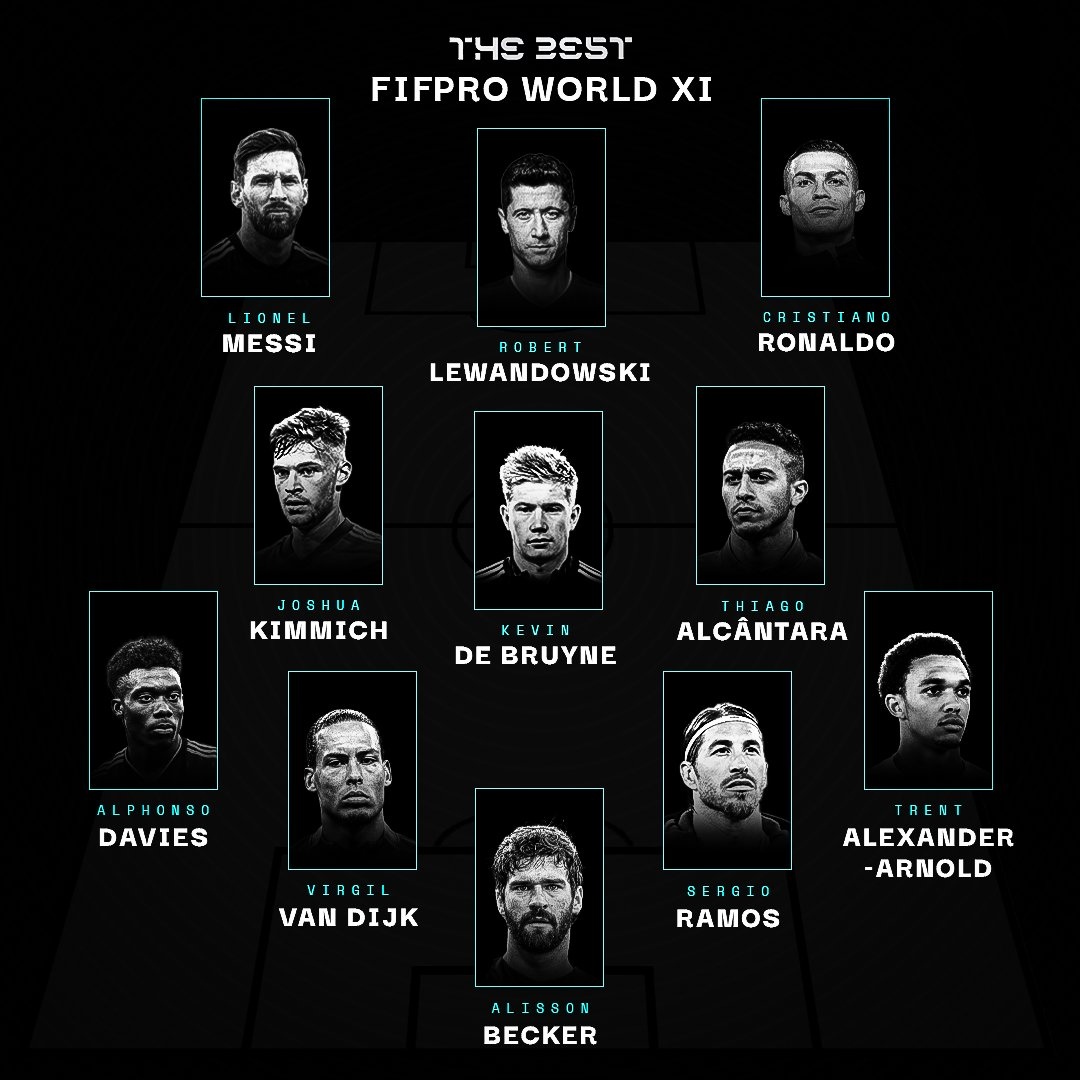 THE BEST
FIFPRO WORLD XI
LIONEL
MESSI
ROBERT
LEWANDOWSKI
CRISTIANO
RONALDO
JOSHUA
KIMMICH
KEVIN
DE BRUYNE
THIAGO
ALCÂNTARA
ALPHONSO
DAVIES
VIRGIL
VAN DIJK
SERGIO
RAMOS
TRENT
ALEXANDER
-ARNOLD
ALISSON
BECKER